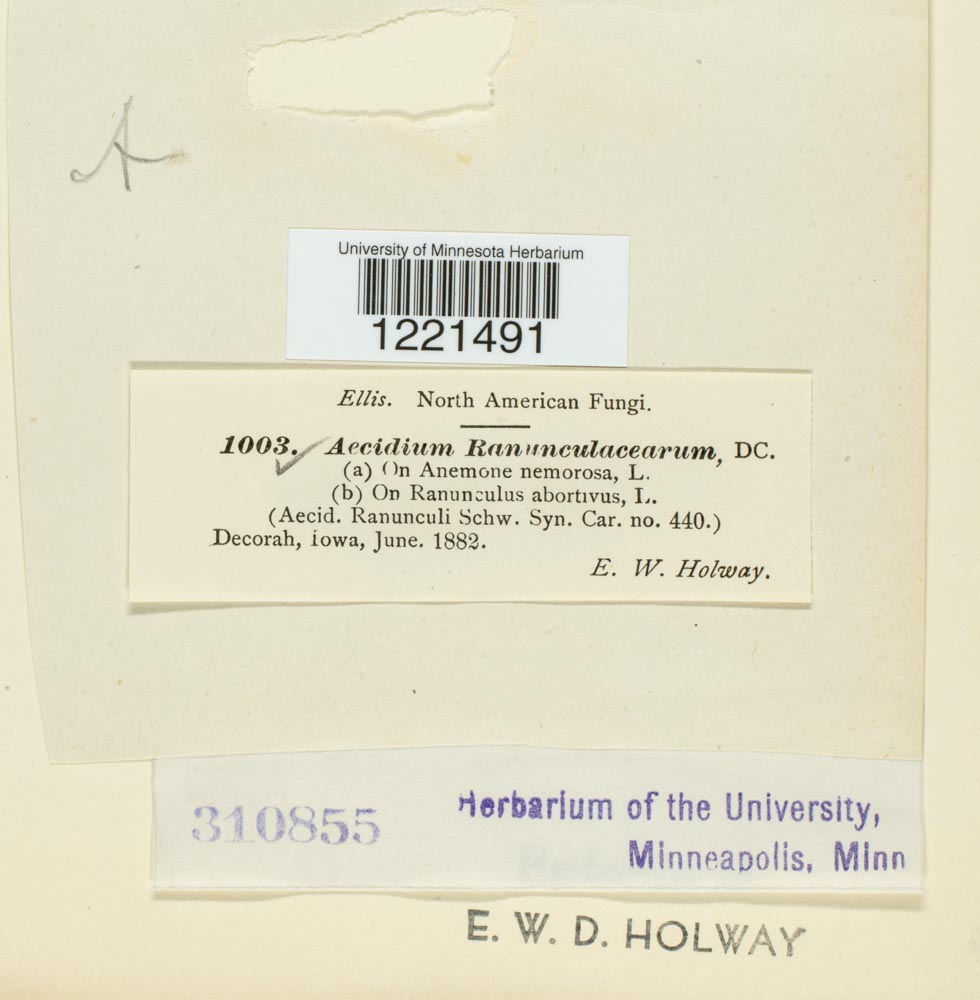 A
University of Minnesota Herbarium
1221491
Ellis. North American Fungi.
1003. Aecidium Ranunculacearum, DC.
(a) On Anemone nemorosa, L.
(b) On Ranunculus abortivus, L.
(Aecid. Ranunculi Schw. Syn. Car. no. 440.)
Decorah, iowa, June. 1882.
E. W. Holway.
310855 Herbarium of the University,
Minneapolis, Minn
E. W. D. HOLWAY